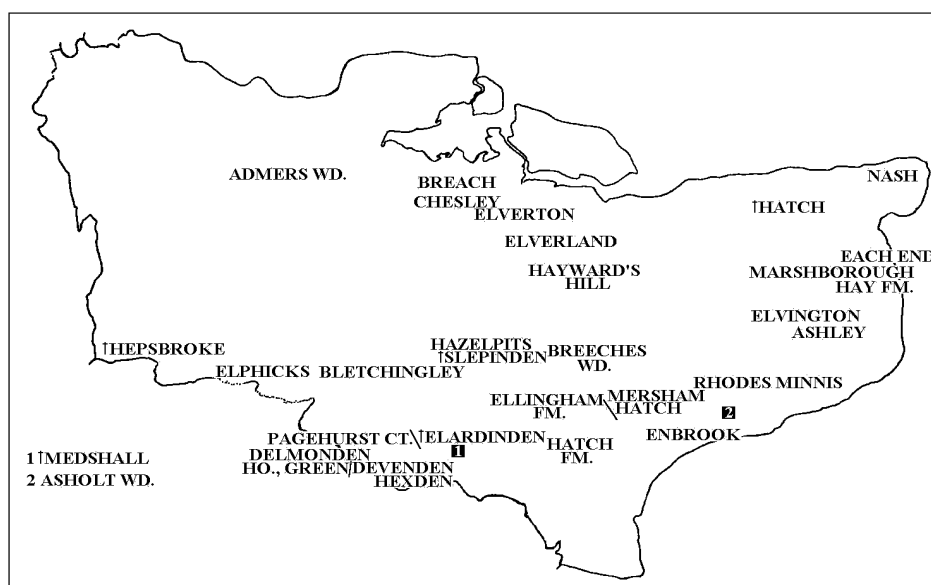 ADMERS WD.
BREACH
CHESLEY
ELVERTON
NASH
↑HATCH
ELVERLAND
HAYWARD'S
HILL
EACH END
MARSHBOROUGH
HAY FM.
ELVINGTON
ASHLEY
↑HEPSBROKE
HAZELPITS
↑SLEPINDEN
BREECHES
WD.
ELPHICKS
BLETCHINGLEY
RHODES MINNIS
ELLINGHAM
FM.
MERSHAM
HATCH
2
ENBROOK
PAGEHURST CT.
↑ELARDINDEN
HATCH
FM.
1
DELMONDEN
HO., GREEN/DEVENDEN
HEXDEN
1 ↑MEDSHALL
2 ASHOLT WD.